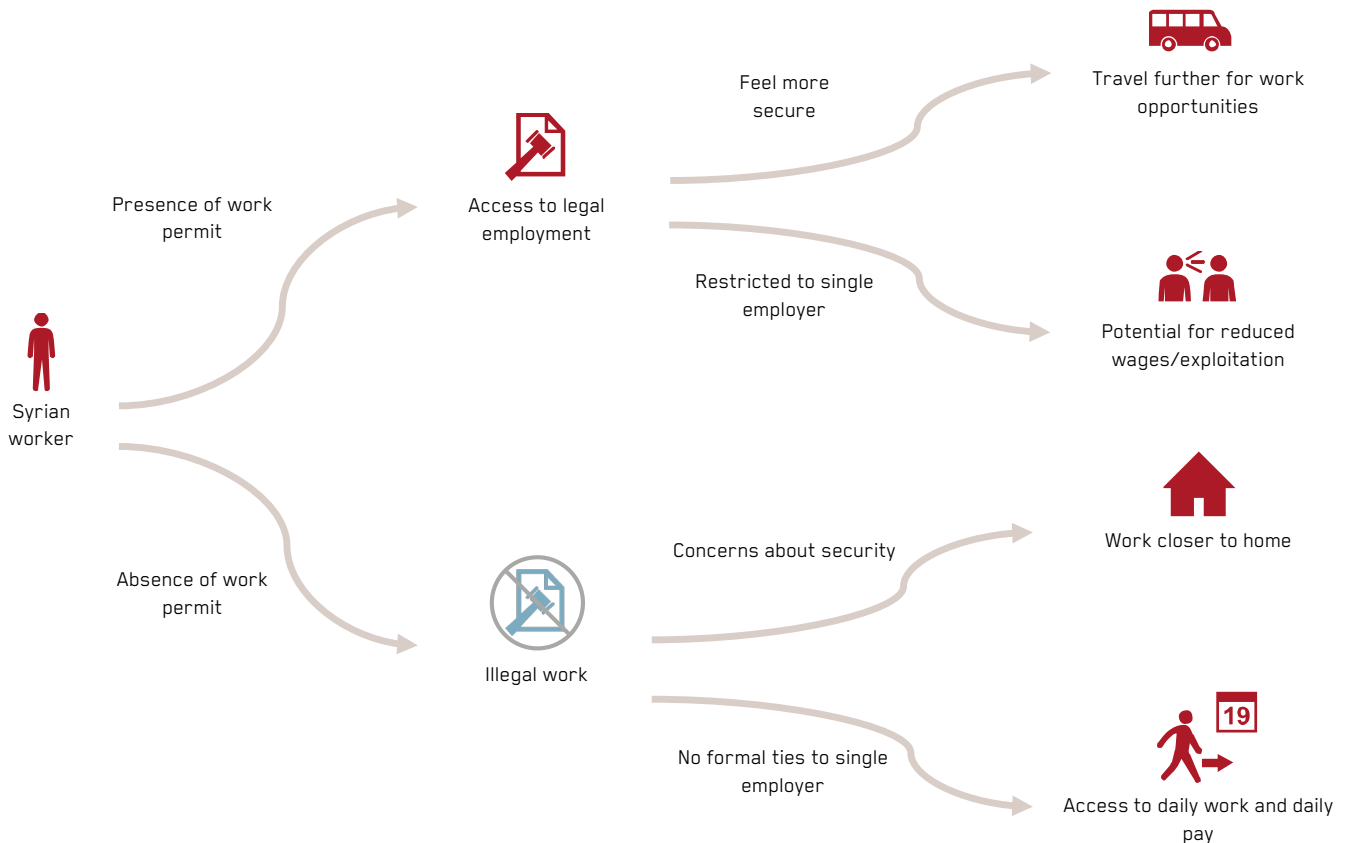 Feel more
secure
Travel further for work
opportunities
Presence of work
permit
Access to legal
employment
Restricted to single
employer
Potential for reduced
wages/exploitation
Syrian
worker
Absence of work
permit
Illegal work
Concerns about security
Work closer to home
No formal ties to single
employer
19
Access to daily work and daily
pay